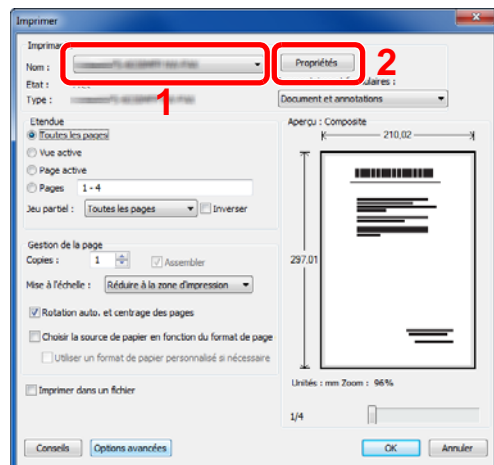 Imprimer
Imprima
Nom :
Propriétés
2
Etat :
ulaires :
Type :
1
Document et annotations
Etendue
Aperçu : Composite
Toutes les pages
210,02
Vue active
Page active
Pages 1 - 4
Jeu partiel : Toutes les pages Inverser
Gestion de la page
Copies : 1 Assembler
297,01
Mise à l'échelle : Réduire à la zone d'impression
Rotation auto. et centrage des pages
Choisir la source de papier en fonction du format de page
Utiliser un format de papier personnalisé si nécessaire
Imprimer dans un fichier
Unités : mm Zoom : 96%
1/4
Conseils Options avancées OK Annuler